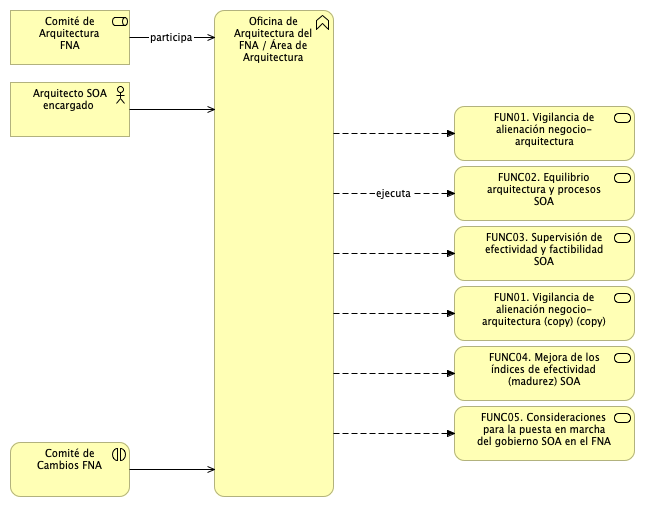 Comité de
Arquitectura
FNA
participa
Oficina de
Arquitectura del
FNA / Área de
Arquitectura
Arquitecto SOA
encargado
FUN01. Vigilancia de
alienación negocio-
arquitectura
ejecuta
FUNC02. Equilibrio
arquitectura y procesos
SOA
FUNC03. Supervisión de
efectividad y factibilidad
SOA
FUN01. Vigilancia de
alienación negocio-
arquitectura (copy) (copy)
FUNC04. Mejora de los
índices de efectividad
(madurez) SOA
FUNC05. Consideraciones
para la puesta en marcha
del gobierno SOA en el FNA
Comité de
Cambios FNA